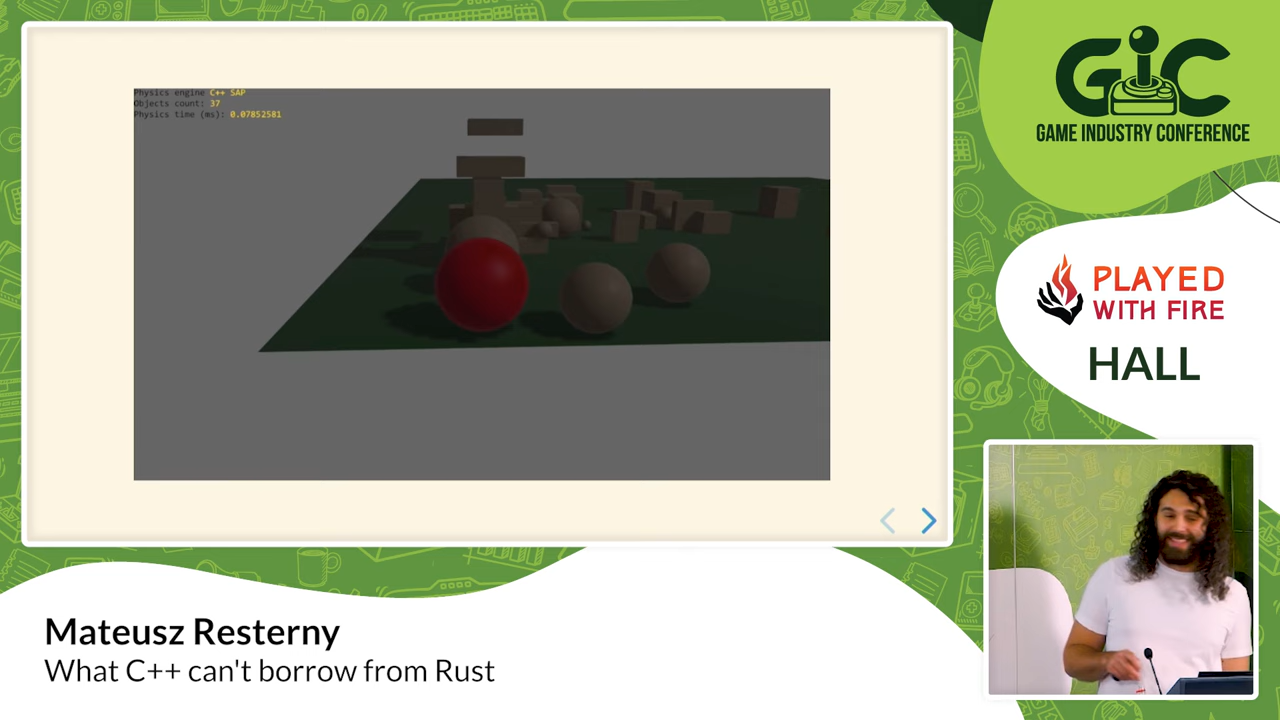 Physics engine C++ SAP
Objects count: 37
Physics time (ms): 0.07852581
GIC
GAME INDUSTRY CONFERENCE
PLAYED
WITH FIRE
HALL
Mateusz Resterny
What C++ can't borrow from Rust